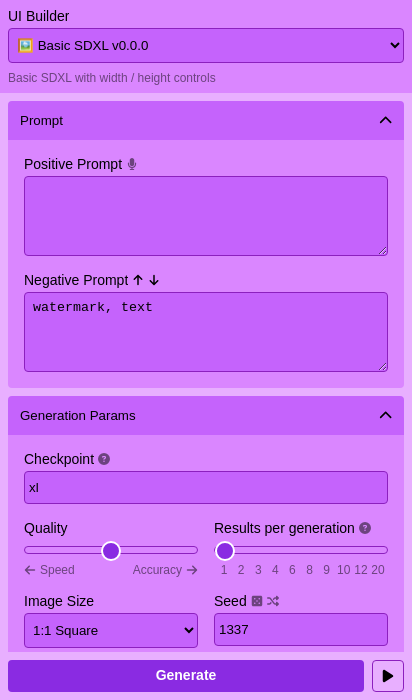 UI Builder
🖼️ Basic SDXL v0.0.0
Basic SDXL with width / height controls
Prompt
Positive Prompt
Negative Prompt ↑ ↓
watermark, text
Generation Params
Checkpoint
xl
Quality
Results per generation
← Speed Accuracy →
1 2 3 4 6 8 9 10 12 20
Image Size
Seed
1:1 Square
1337
Generate